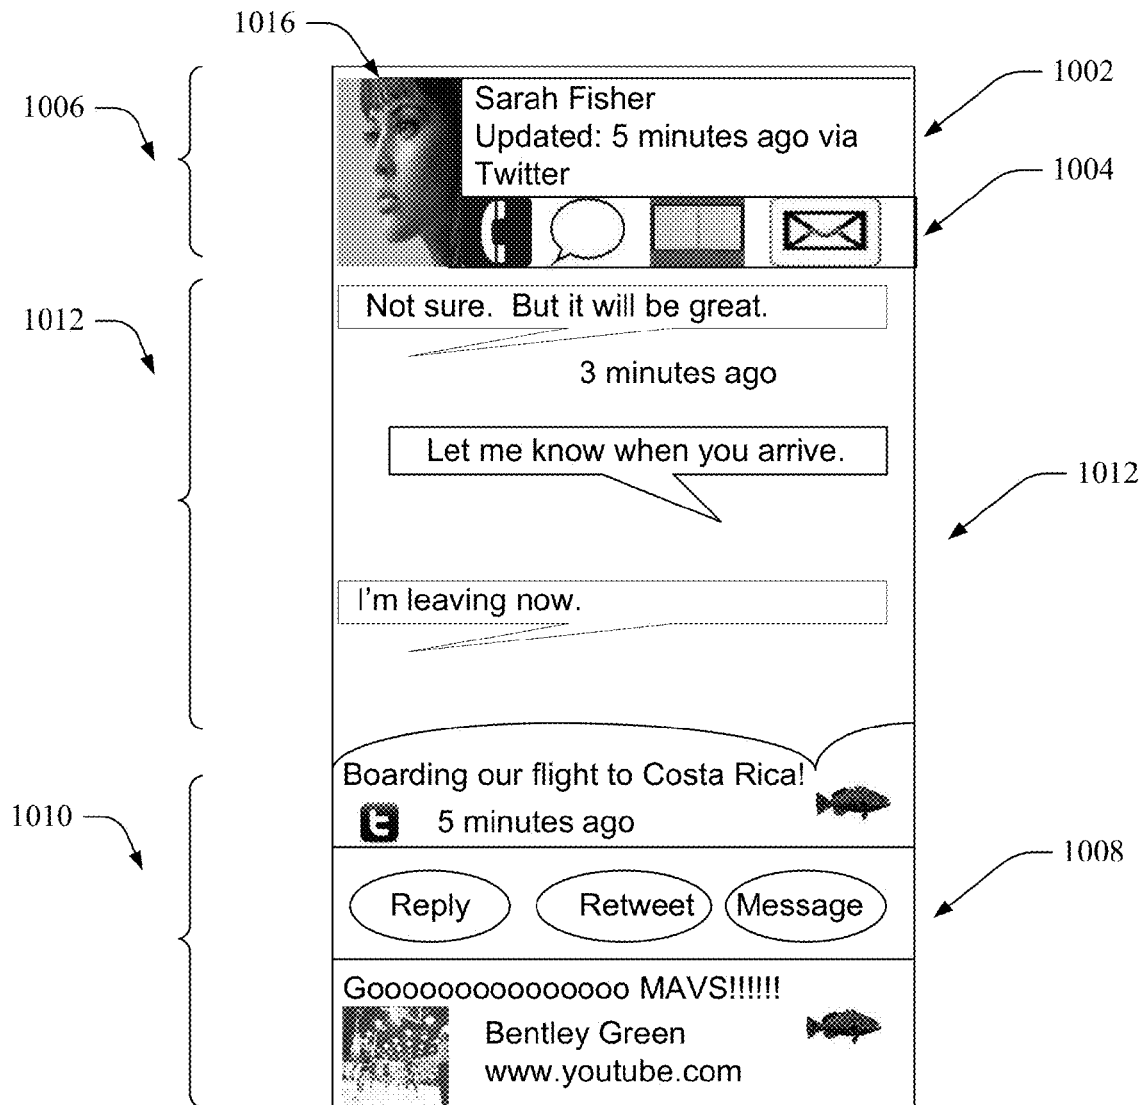 1016
1002
1006
Sarah Fisher
Updated: 5 minutes ago via
Twitter
1004
1012
Not sure.  But it will be great.
3 minutes ago
Let me know when you arrive.
1012
I'm leaving now.
Boarding our flight to Costa Rica!
t 5 minutes ago
1010
1008
Reply Retweet Message
Gooooooooooooooo MAVS!!!!!!
Bentley Green
www.youtube.com